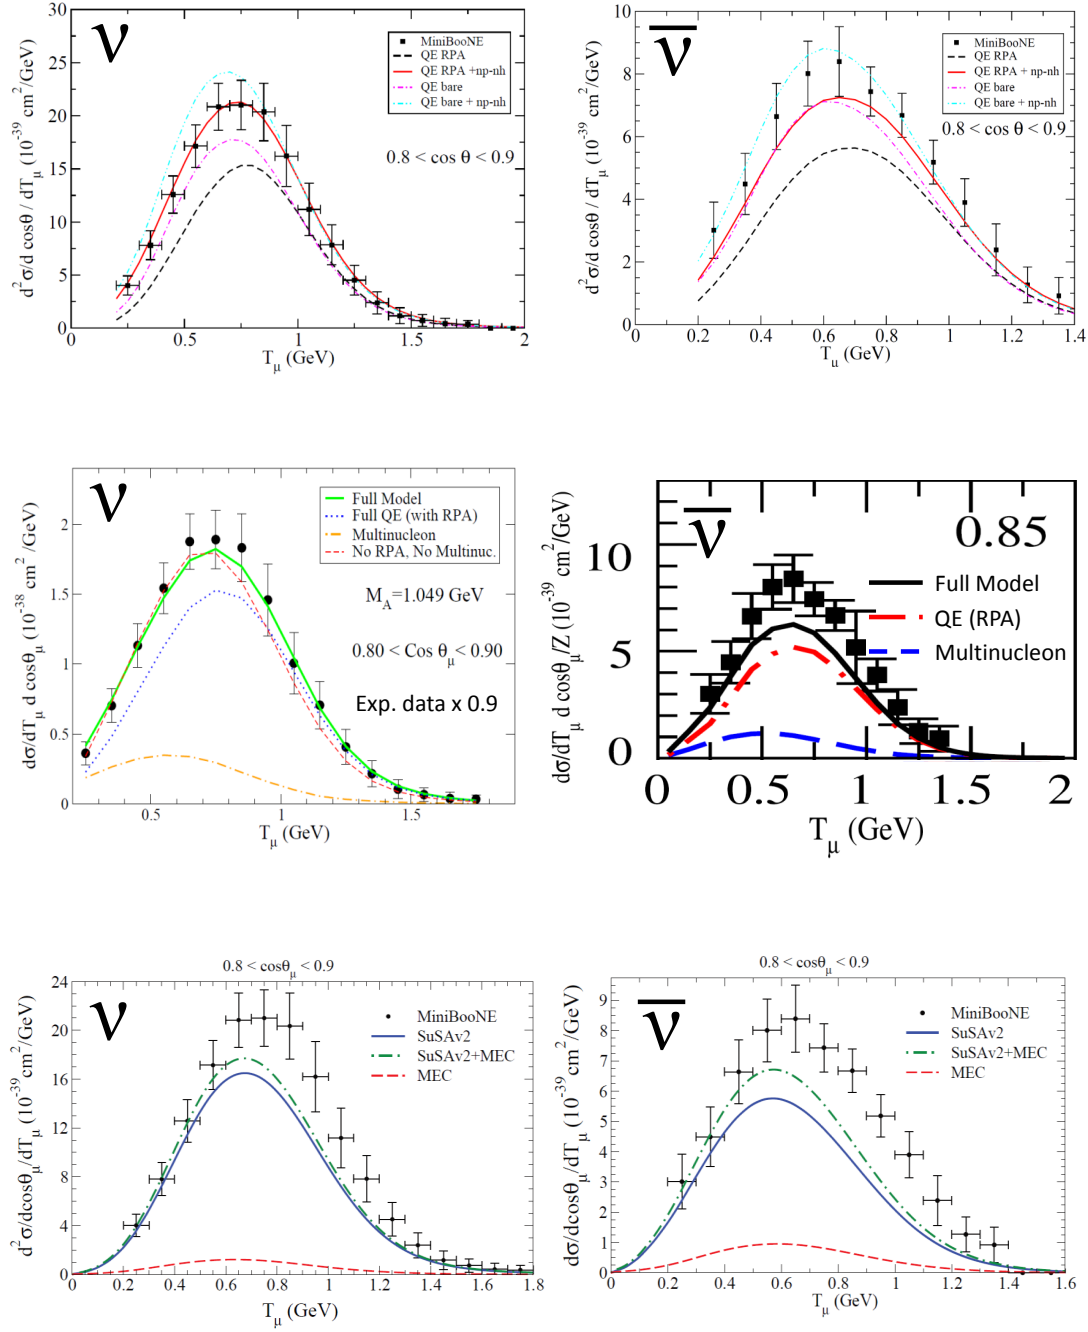 ν
MiniBooNE
QE RPA
QE RPA +np-nh
QE bare
QE bare + np-nh
0.8 < cos θ < 0.9
30
25
20
15
10
5
0
0 0.5 1 1.5 2
T_μ (GeV)
d²σ/d cosθ / dT_μ (10⁻³⁹ cm²/GeV)
ν̅
MiniBooNE
QE RPA
QE RPA +np-nh
QE bare
QE bare + np-nh
0.8 < cos θ < 0.9
10
8
6
4
2
0
0 0.2 0.4 0.6 0.8 1 1.2 1.4
T_μ (GeV)
d²σ/d cosθ / dT_μ (10⁻³⁹ cm²/GeV)
ν
Full Model
Full QE (with RPA)
Multinucleon
No RPA, No Multinuc.
M_A=1.049 GeV
0.80 < Cos θ_μ < 0.90
Exp. data x 0.9
2
1.5
1
0.5
0
0.5 1 1.5
T_μ (GeV)
dσ/dT_μ d cosθ_μ (10⁻³⁸ cm²/GeV)
ν̅
0.85
Full Model
QE (RPA)
Multinucleon
10
5
0
0 0.5 1 1.5 2
T_μ (GeV)
dσ/dT_μ d cosθ_μ/Z (10⁻³⁹ cm²/GeV)
0.8 < cosθ_μ < 0.9
ν
MiniBooNE
SuSAv2
SuSAv2+MEC
MEC
24
20
16
12
8
4
0
0 0.2 0.4 0.6 0.8 1 1.2 1.4 1.6 1.8
T_μ (GeV)
d²σ/dcosθ_μ/dT_μ (10⁻³⁹ cm²/GeV)
0.8 < cosθ_μ < 0.9
ν̅
MiniBooNE
SuSAv2
SuSAv2+MEC
MEC
9
8
7
6
5
4
3
2
1
0
0 0.2 0.4 0.6 0.8 1 1.2 1.4 1.6
T_μ (GeV)
dσ/dcosθ_μ/dT_μ (10⁻³⁹ cm²/GeV)